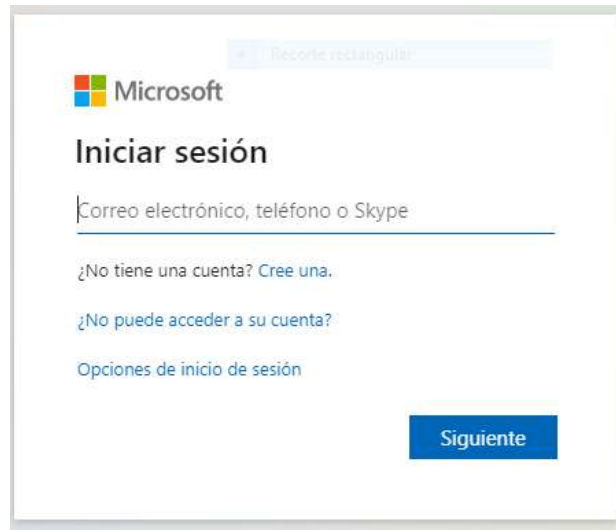 Recorte rectangular
Microsoft
Iniciar sesión
Correo electrónico, teléfono o Skype
¿No tiene una cuenta? Cree una.
¿No puede acceder a su cuenta?
Opciones de inicio de sesión
Siguiente